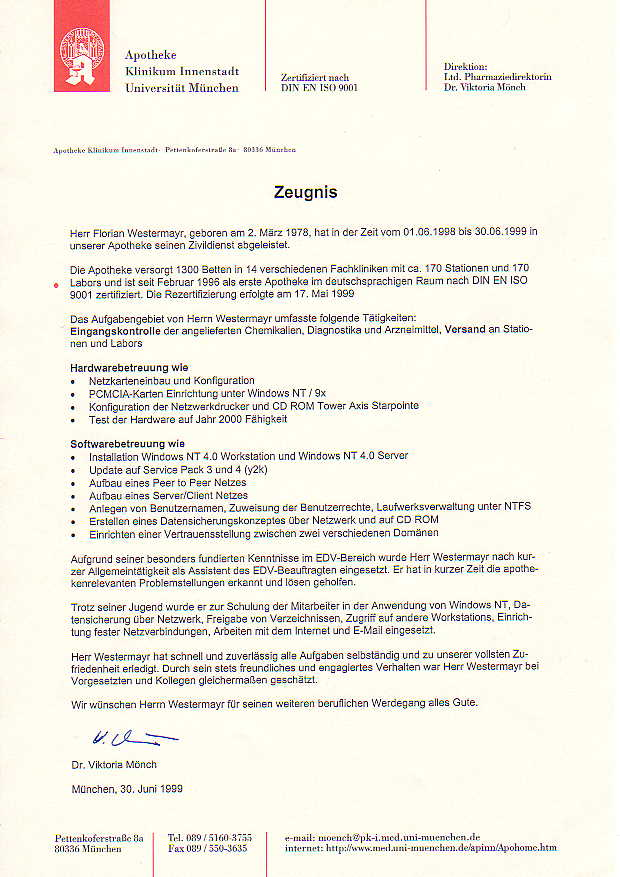 Apotheke
Klinikum Innenstadt
Universität München
Zertifiziert nach
DIN EN ISO 9001
Direktion:
Ltd. Pharmaziedirektorin
Dr. Viktoria Mönch
Apotheke Klinikum Innenstadt · Pettenkoferstraße 8a · 80336 München
Zeugnis
Herr Florian Westermayr, geboren am 2. März 1978, hat in der Zeit vom 01.06.1998 bis 30.06.1999 in
unserer Apotheke seinen Zivildienst abgeleistet.
Die Apotheke versorgt 1300 Betten in 14 verschiedenen Fachkliniken mit ca. 170 Stationen und 170
Labors und ist seit Februar 1996 als erste Apotheke im deutschsprachigen Raum nach DIN EN ISO
9001 zertifiziert. Die Rezertifizierung erfolgte am 17. Mai 1999
Das Aufgabengebiet von Herrn Westermayr umfasste folgende Tätigkeiten:
Eingangskontrolle der angelieferten Chemikalien, Diagnostika und Arzneimittel, Versand an Statio-
nen und Labors
Hardwarebetreuung wie
• Netzkarteneinbau und Konfiguration
• PCMCIA-Karten Einrichtung unter Windows NT / 9x
• Konfiguration der Netzwerkdrucker und CD ROM Tower Axis Starpointe
• Test der Hardware auf Jahr 2000 Fähigkeit
Softwarebetreuung wie
• Installation Windows NT 4.0 Workstation und Windows NT 4.0 Server
• Update auf Service Pack 3 und 4 (y2k)
• Aufbau eines Peer to Peer Netzes
• Aufbau eines Server/Client Netzes
• Anlegen von Benutzernamen, Zuweisung der Benutzerrechte, Laufwerksverwaltung unter NTFS
• Erstellen eines Datensicherungskonzeptes über Netzwerk und auf CD ROM
• Einrichten einer Vertrauensstellung zwischen zwei verschiedenen Domänen
Aufgrund seiner besonders fundierten Kenntnisse im EDV-Bereich wurde Herr Westermayr nach kur-
zer Allgemeintätigkeit als Assistent des EDV-Beauftragten eingesetzt. Er hat in kurzer Zeit die apothe-
kenrelevanten Problemstellungen erkannt und lösen geholfen.
Trotz seiner Jugend wurde er zur Schulung der Mitarbeiter in der Anwendung von Windows NT, Da-
tensicherung über Netzwerk, Freigabe von Verzeichnissen, Zugriff auf andere Workstations, Einrich-
tung fester Netzverbindungen, Arbeiten mit dem Internet und E-Mail eingesetzt.
Herr Westermayr hat schnell und zuverlässig alle Aufgaben selbständig und zu unserer vollsten Zu-
friedenheit erledigt. Durch sein stets freundliches und engagiertes Verhalten war Herr Westermayr bei
Vorgesetzten und Kollegen gleichermaßen geschätzt.
Wir wünschen Herrn Westermayr für seinen weiteren beruflichen Werdegang alles Gute.
Dr. Viktoria Mönch
München, 30. Juni 1999
Pettenkoferstraße 8a
80336 München
Tel. 089 / 5160-3755
Fax 089 / 550-3635
e-mail: moench@pk-i.med.uni-muenchen.de
internet: http://www.med.uni-muenchen.de/apinn/Apohome.htm